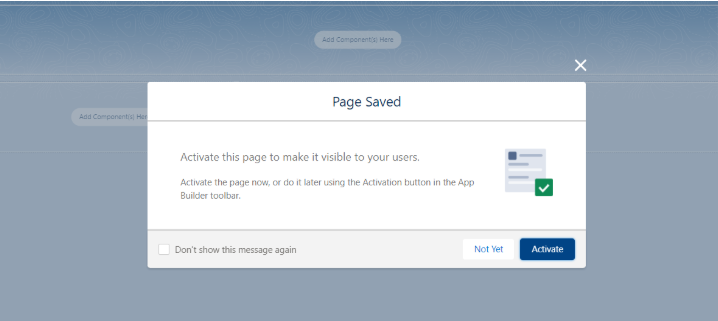 Add Component(s) Here
Add Component(s) Her
Page Saved
Activate this page to make it visible to your users.
Activate the page now, or do it later using the Activation button in the App
Builder toolbar.
Don't show this message again
Not Yet
Activate